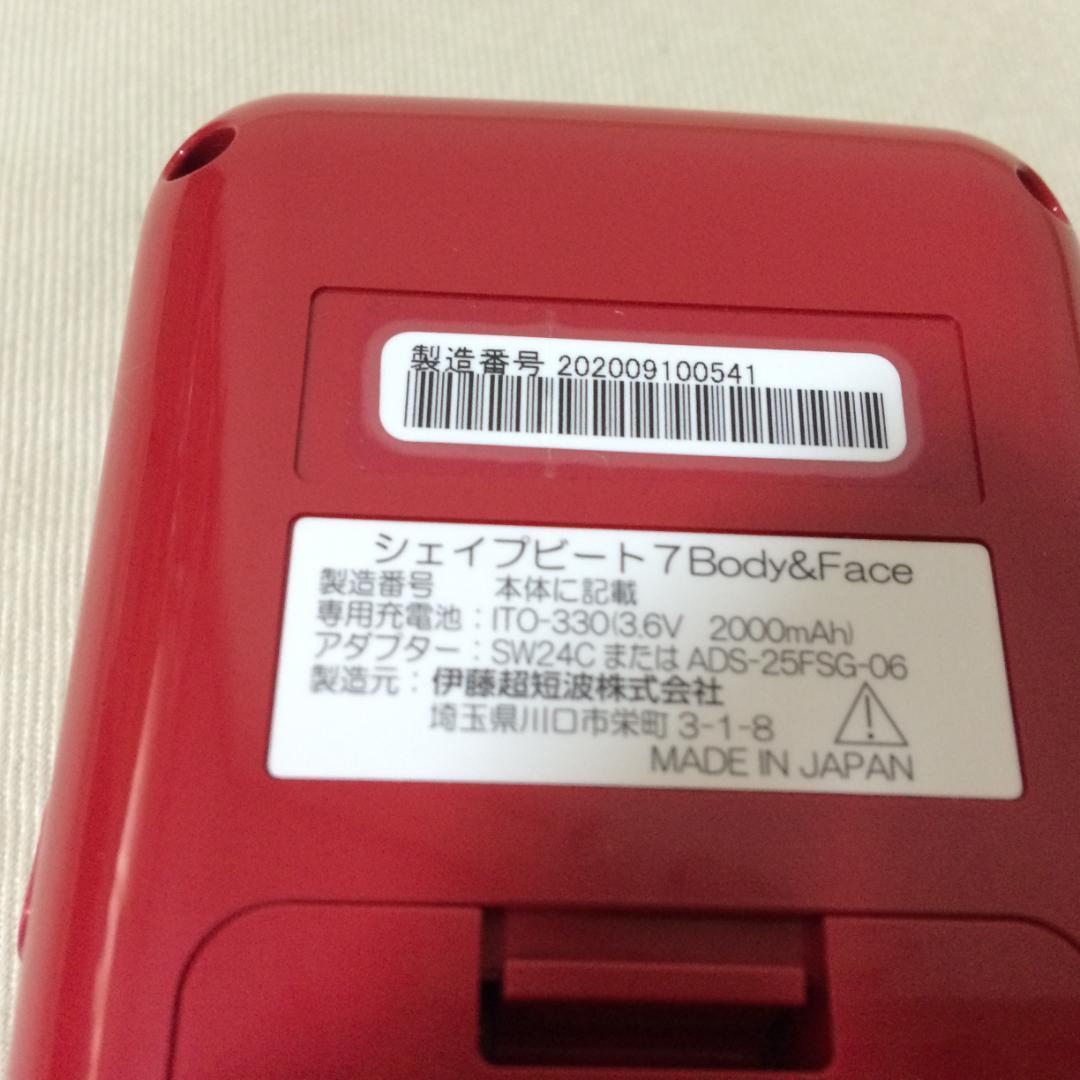 製造番号 202009100541
シェイプビート7Body&Face
製造番号 本体に記載
専用充電池:ITO-330(3.6V 2000mAh)
アダプター:SW24C または ADS-25FSG-06
製造元:伊藤超短波株式会社
埼玉県川口市栄町 3-1-8
MADE IN JAPAN